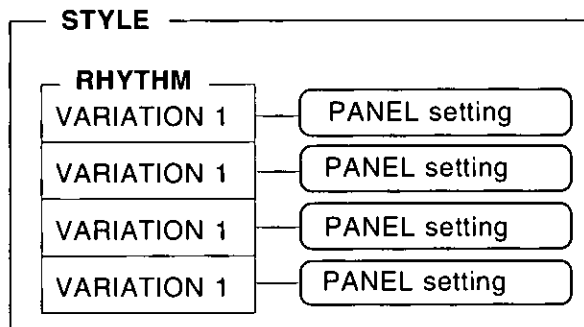 STYLE
RHYTHM
VARIATION 1 PANEL setting
VARIATION 1 PANEL setting
VARIATION 1 PANEL setting
VARIATION 1 PANEL setting